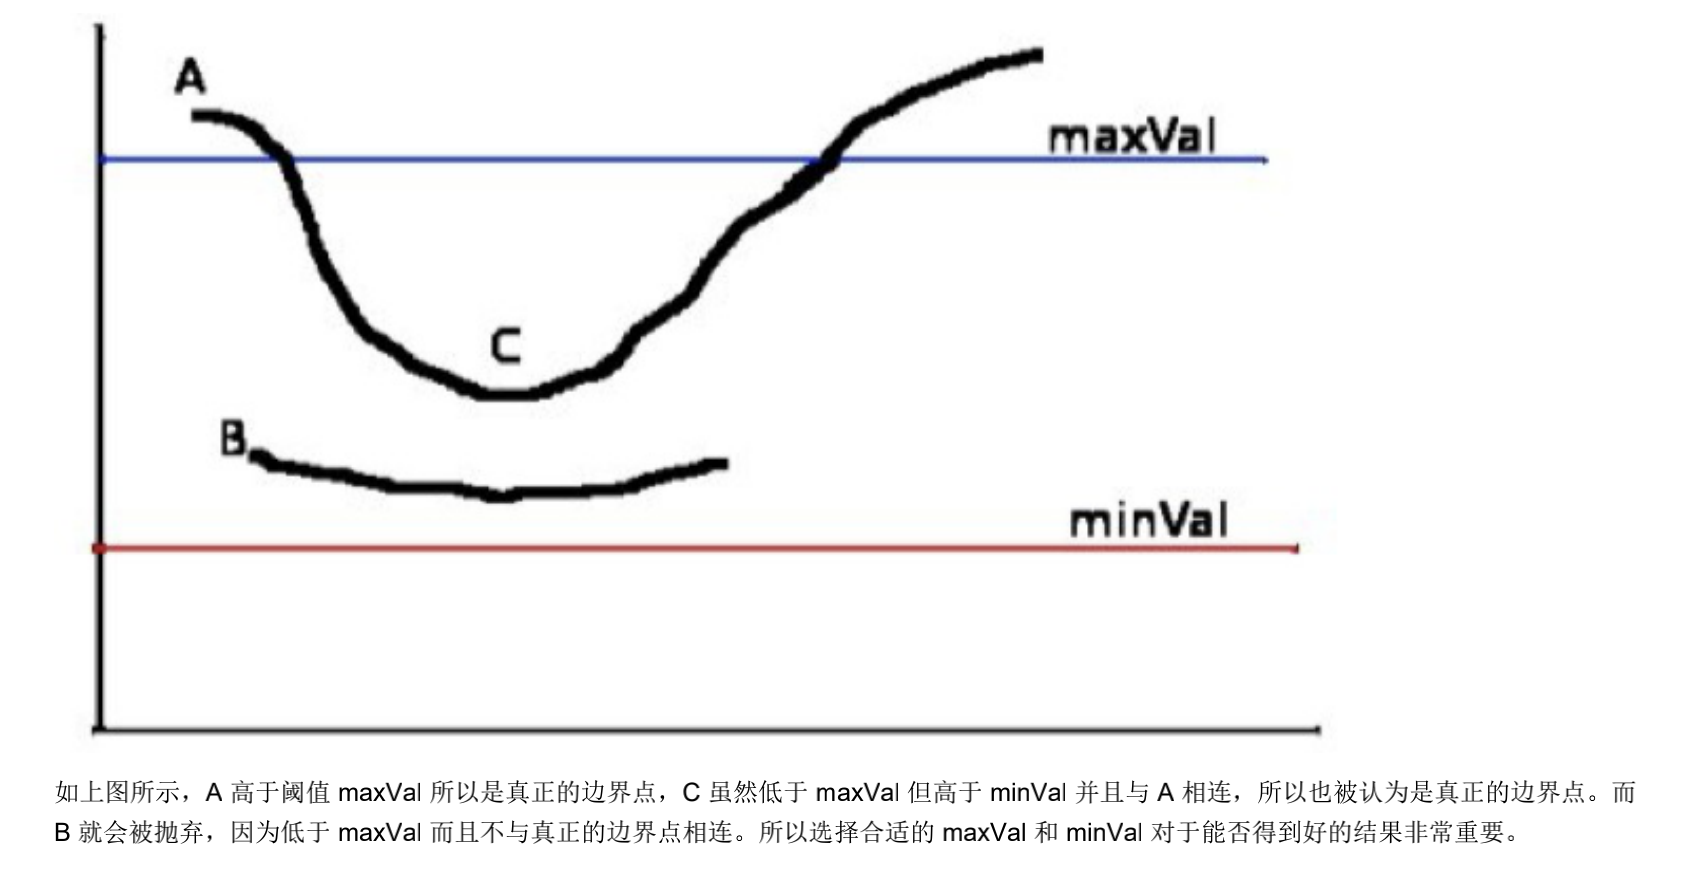 A
maxVal
C
B
minVal
如上图所示，A 高于阈值 maxVal 所以是真正的边界点，C 虽然低于 maxVal 但高于 minVal 并且与 A 相连，所以也被认为是真正的边界点。而
B 就会被抛弃，因为低于 maxVal 而且不与真正的边界点相连。所以选择合适的 maxVal 和 minVal 对于能否得到好的结果非常重要。